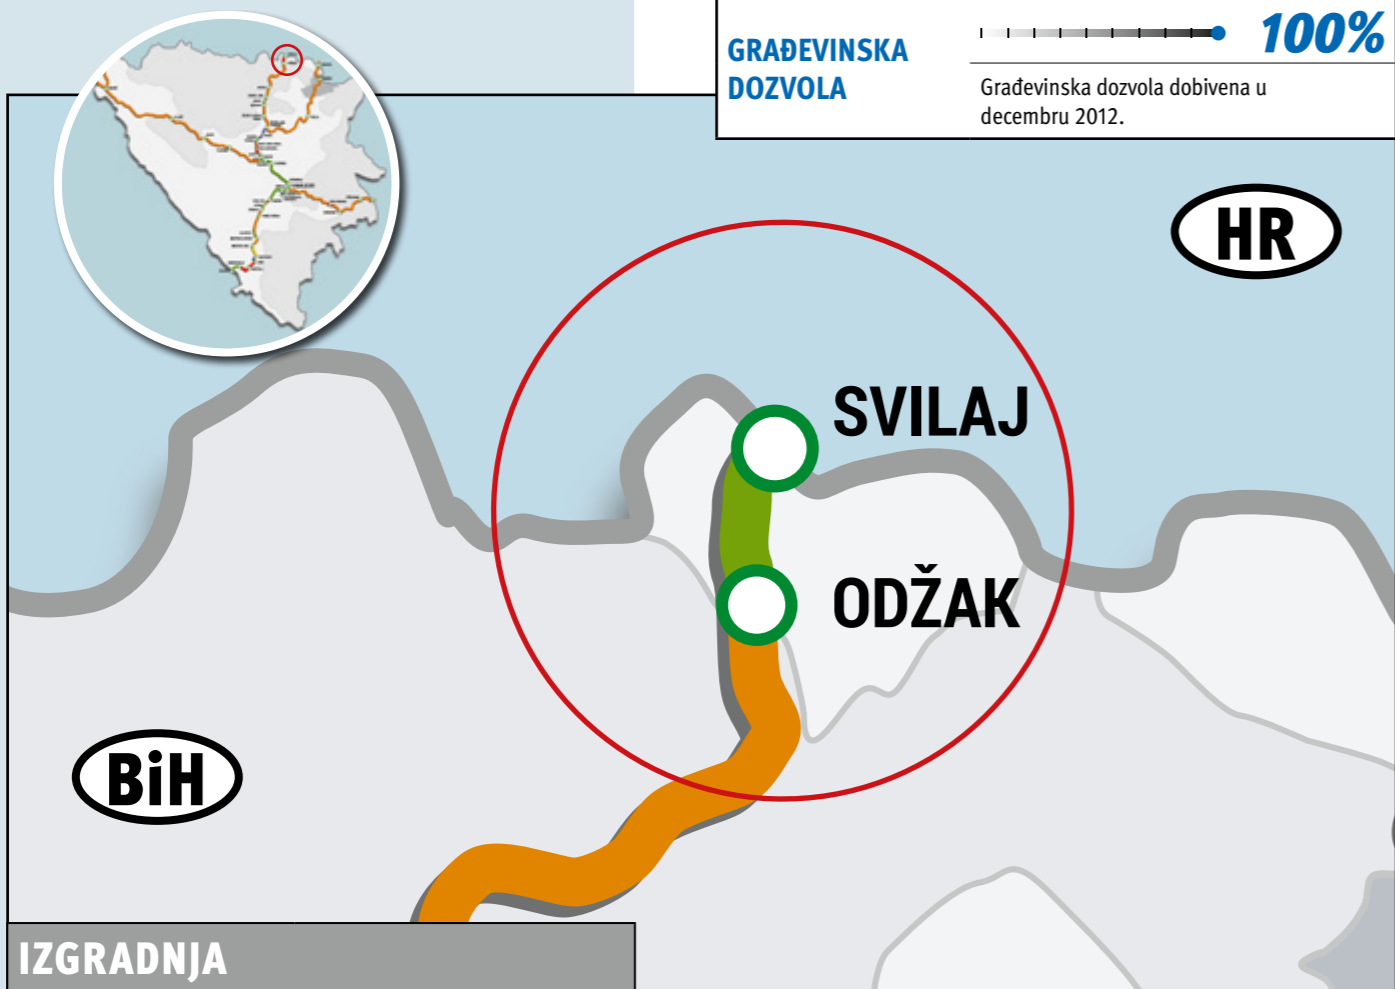 GRAĐEVINSKA
DOZVOLA
100%
Građevinska dozvola dobivena u
decembru 2012.
HR
SVILAJ
ODŽAK
BiH
IZGRADNJA